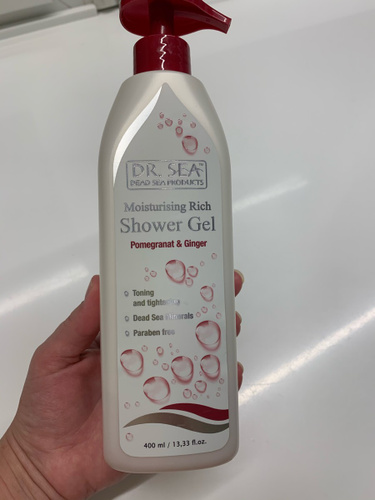 DR. SEA™
DEAD SEA PRODUCTS
Moisturising Rich
Shower Gel
Pomegranat & Ginger
Toning
and tightening
Dead Sea Minerals
Paraben free
400 ml / 13,33 fl.oz.